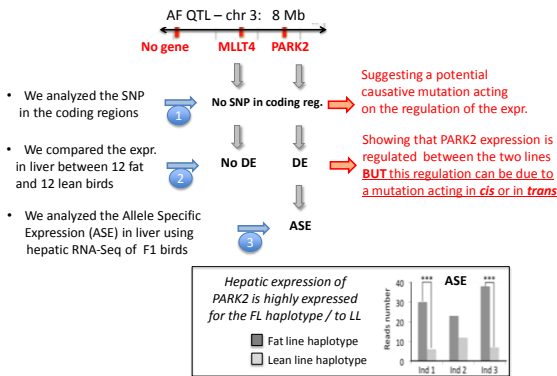 AF QTL – chr 3: 8 Mb
No gene
MLLT4
PARK2
• We analyzed the SNP
in the coding regions
1
No SNP in coding reg.
Suggesting a potential
causative mutation acting
on the regulation of the expr.
• We compared the expr.
in liver between 12 fat
and 12 lean birds
2
No DE
DE
Showing that PARK2 expression is
regulated between the two lines
BUT this regulation can be due to
a mutation acting in cis or in trans
• We analyzed the Allele Specific
Expression (ASE) in liver using
hepatic RNA-Seq of F1 birds
3
ASE
Hepatic expression of
PARK2 is highly expressed
for the FL haplotype / to LL
Fat line haplotype
Lean line haplotype
ASE
Reads number
40
30
20
10
0
***
***
Ind 1
Ind 2
Ind 3